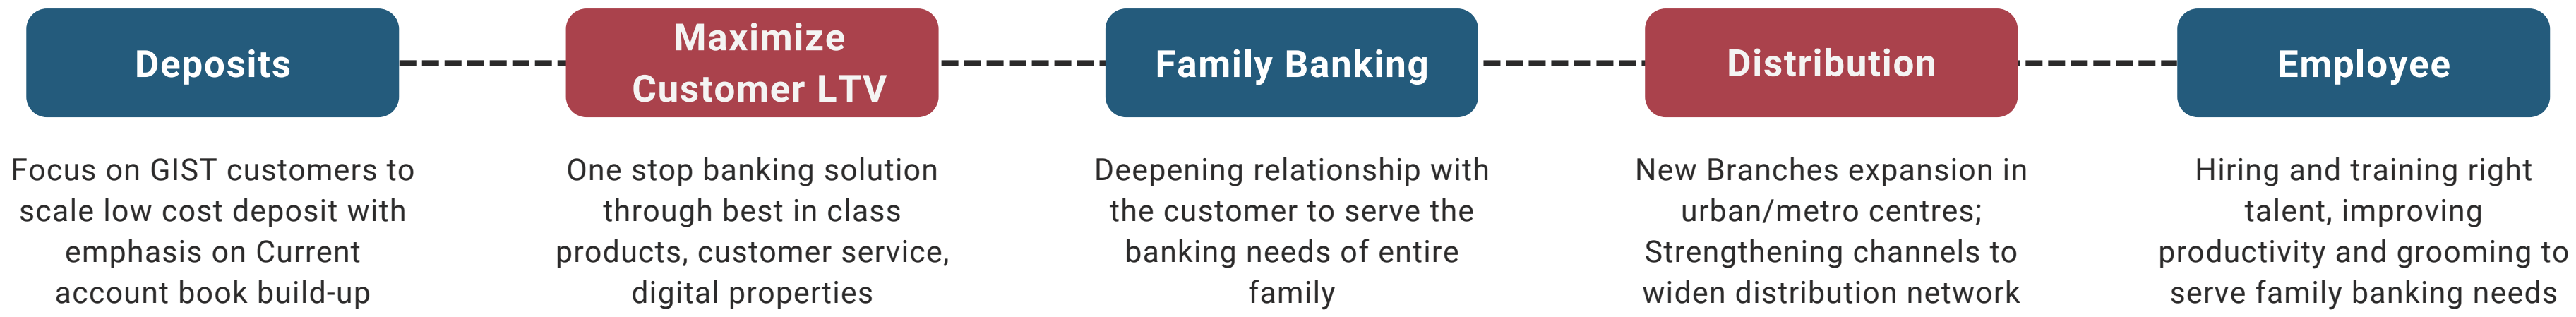 Deposits
Focus on GIST customers to
scale low cost deposit with
emphasis on Current
account book build-up
Maximize
Customer LTV
One stop banking solution
through best in class
products, customer service,
digital properties
Family Banking
Deepening relationship with
the customer to serve the
banking needs of entire
family
Distribution
New Branches expansion in
urban/metro centres;
Strengthening channels to
widen distribution network
Employee
Hiring and training right
talent, improving
productivity and grooming to
serve family banking needs